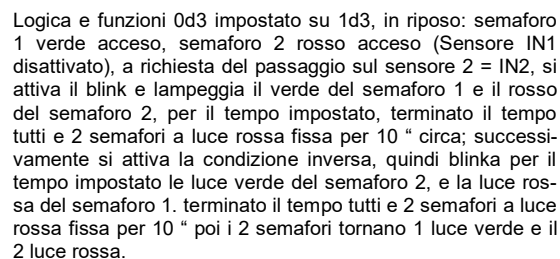 Logica e funzioni 0d3 impostato su 1d3, in riposo: semaforo
1 verde acceso, semaforo 2 rosso acceso (Sensore IN1
disattivato), a richiesta del passaggio sul sensore 2 = IN2, si
attiva il blink e lampeggia il verde del semaforo 1 e il rosso
del semaforo 2, per il tempo impostato, terminato il tempo
tutti e 2 semafori a luce rossa fissa per 10 “ circa; successi-
vamente si attiva la condizione inversa, quindi blinka per il
tempo impostato le luce verde del semaforo 2, e la luce ros-
sa del semaforo 1. terminato il tempo tutti e 2 semafori a luce
rossa fissa per 10 “ poi i 2 semafori tornano 1 luce verde e il
2 luce rossa.